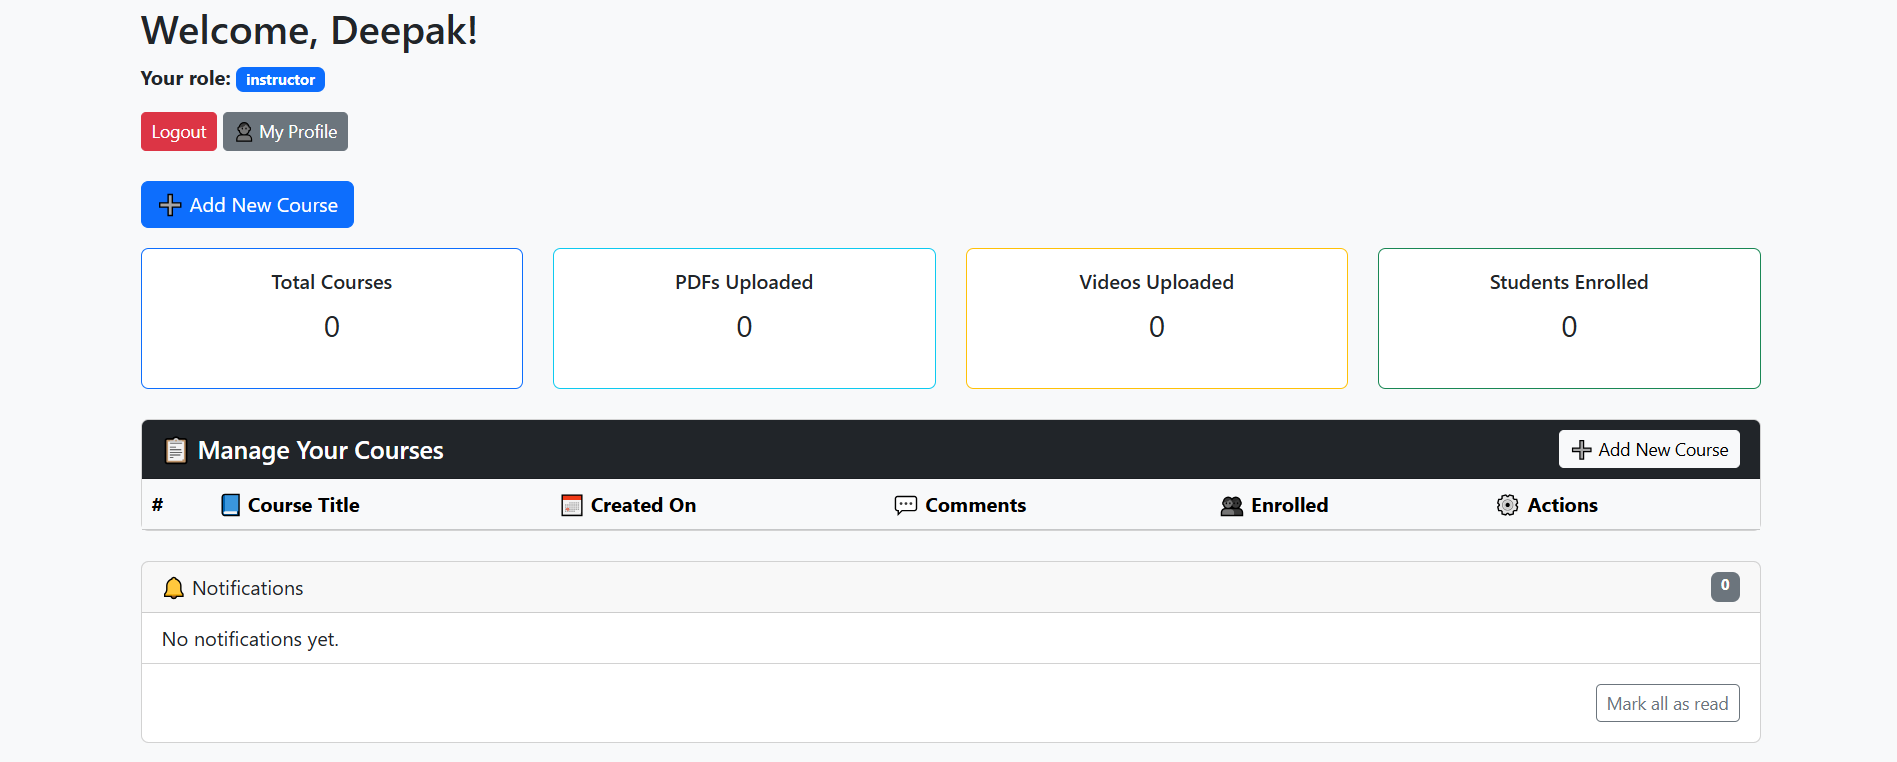 Welcome, Deepak!
Your role: instructor
Logout My Profile
Add New Course
Total Courses PDFs Uploaded Videos Uploaded Students Enrolled
0 0 0 0
Manage Your Courses Add New Course
# Course Title Created On Comments Enrolled Actions
Notifications 0
No notifications yet.
Mark all as read